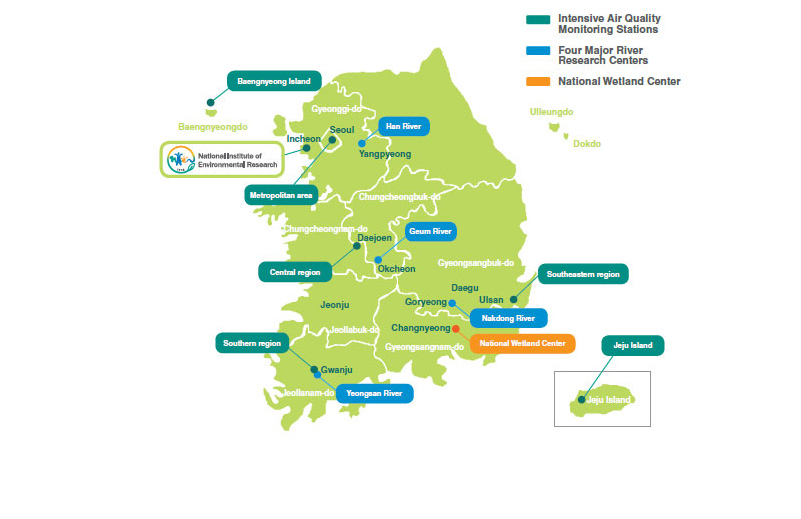 Intensive Air Quality
Monitoring Stations
Four Major River
Research Centers
National Wetland Center
Baengnyeong Island
Gyeonggi-do
Ulleungdo
Baengnyeongdo
Han River
Seoul
Incheon
Dokdo
Yangpyeong
National Institute of
Environmental Research
Metropolitan area
Chungcheongbuk-do
Chungcheongnam-do
Geum River
Daejoen
Gyeongsangbuk-do
Okcheon
Central region
Southeastern region
Daegu
Ulsan
Goryeong
Jeonju
Nakdong River
Changnyeong
Jeollebuk-do
Southern region
National Wetland Center
Gyeongsangnam-do
Jeju Island
Gwanju
Jeollanam-do
Yeongsan River
Jeju Island